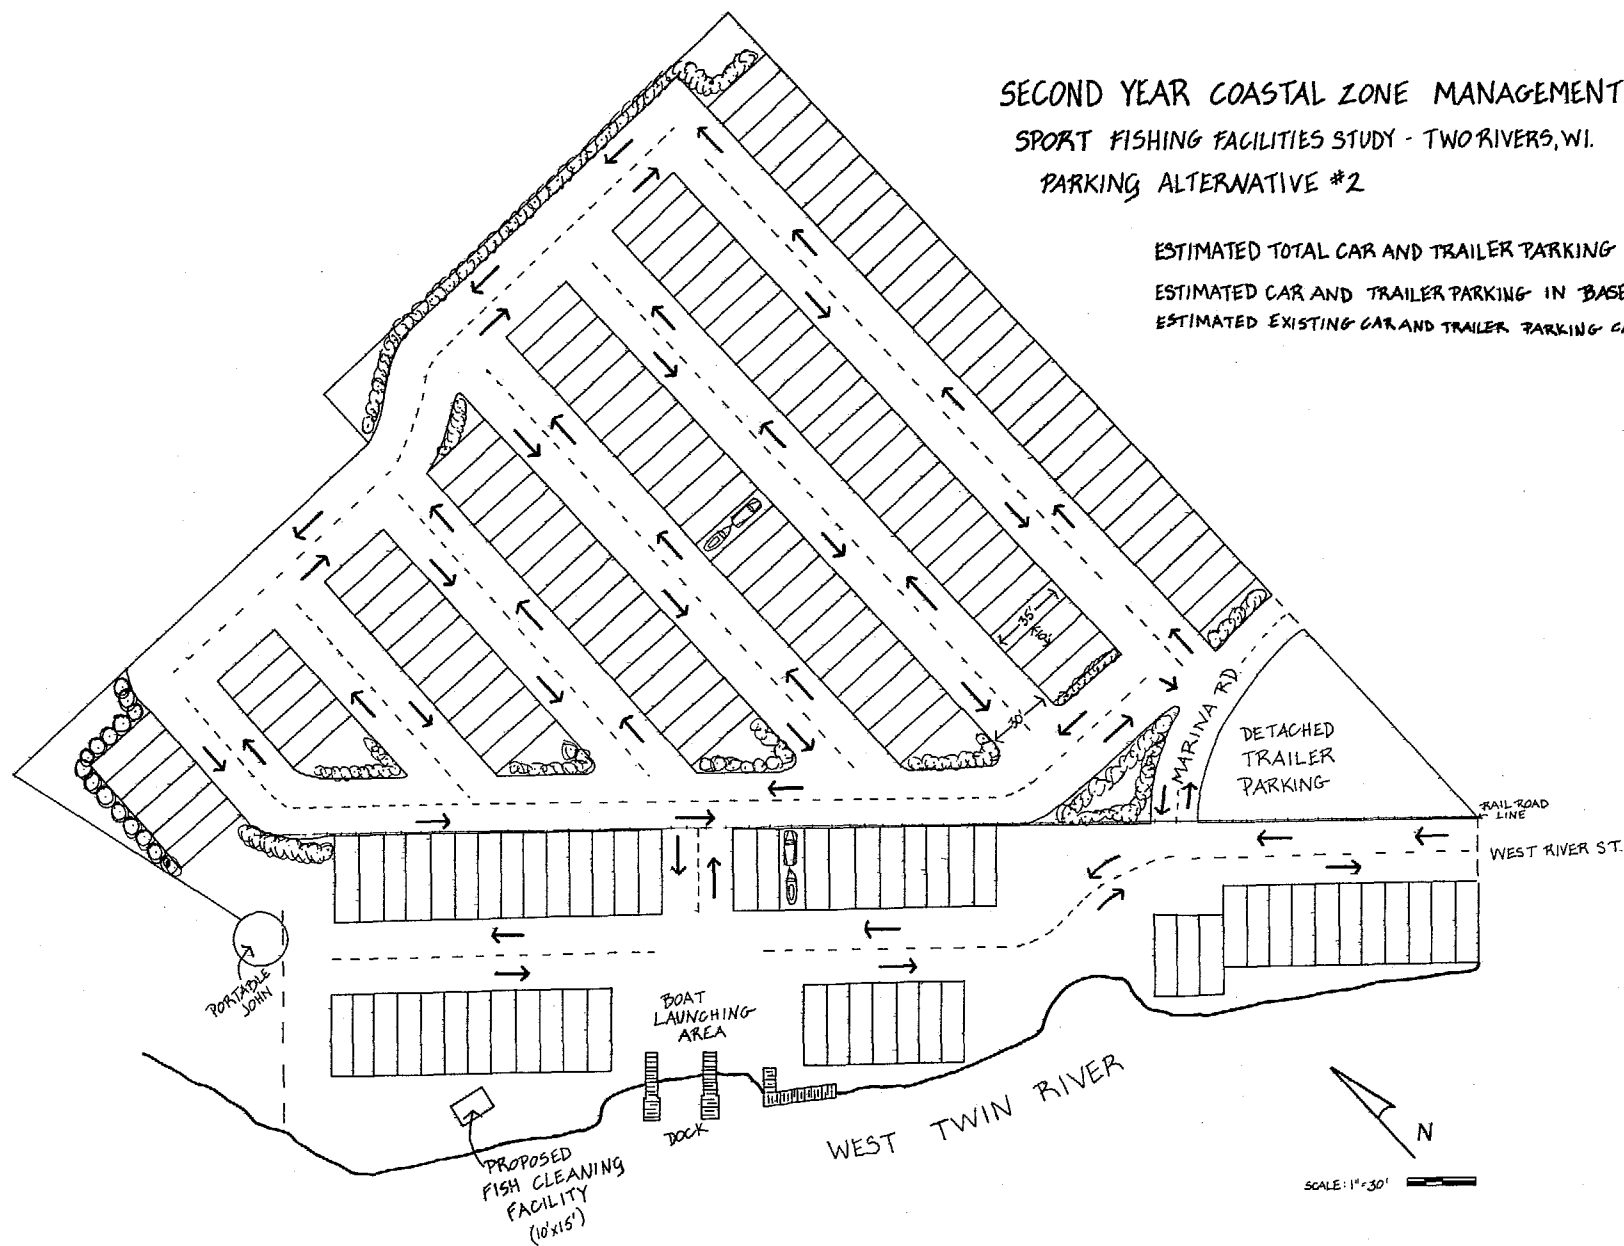 SECOND YEAR COASTAL ZONE MANAGEMENT
SPORT FISHING FACILITIES STUDY - TWO RIVERS, WI.
PARKING ALTERNATIVE #2
ESTIMATED TOTAL CAR AND TRAILER PARKING
ESTIMATED CAR AND TRAILER PARKING IN BASE
ESTIMATED EXISTING CAR AND TRAILER PARKING
35'
30'
MARINA RD.
DETACHED
TRAILER
PARKING
RAIL ROAD
LINE
WEST RIVER ST.
PORTABLE
JOHN
BOAT
LAUNCHING
AREA
DOCK
WEST TWIN RIVER
PROPOSED
FISH CLEANING
FACILITY
(10'x15')
N
SCALE: 1"=30'